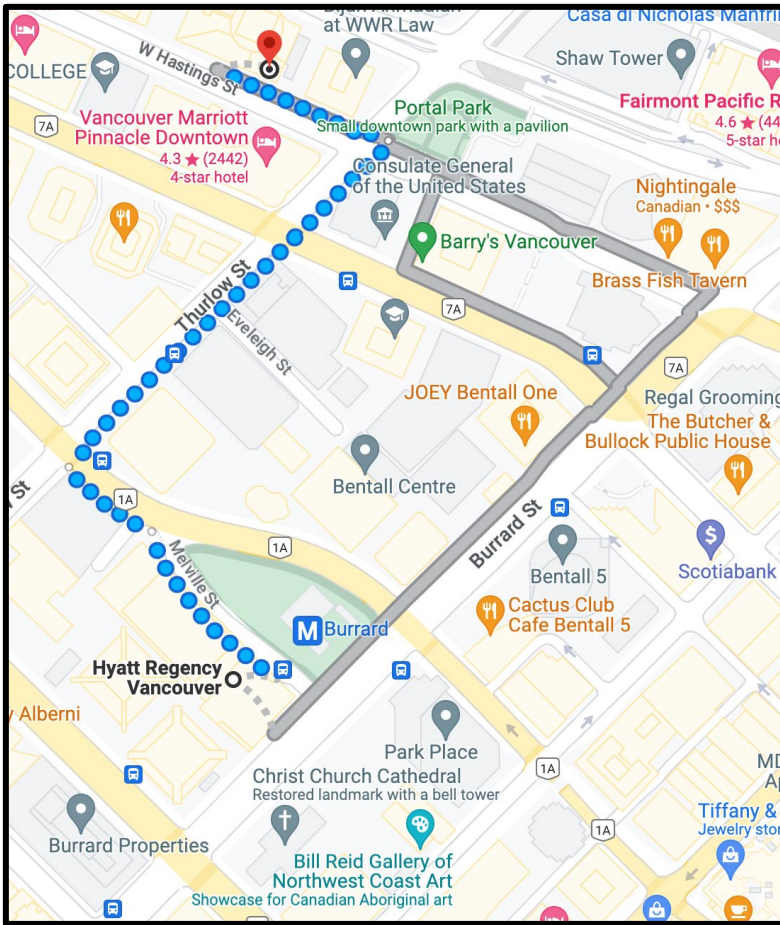 at WWR Law
Casa di Nicholas Manfri
W Hastings St
Shaw Tower
COLLEGE
Fairmont Pacific R
4.6 ★ (44
5-star h
Portal Park
Small downtown park with a pavilion
Vancouver Marriott
Pinnacle Downtown
4.3 ★ (2442)
4-star hotel
7A
Consulate General
of the United States
Nightingale
Canadian • $$$
Barry's Vancouver
Brass Fish Tavern
Thurlow St
7A
Eveleigh St
7A
JOEY Bentall One
Regal Grooming
The Butcher &
Bullock Public House
Bentall Centre
St
1A
Burrard St
$
Scotiabank
1A
Melville St
Bentall 5
Cactus Club
Cafe Bentall 5
M
Burrard
Hyatt Regency
Vancouver
Alberni
Park Place
1A
MD
Christ Church Cathedral
Restored landmark with a bell tower
1A
Tiffany &
Jewelry sto
Burrard Properties
Bill Reid Gallery of
Northwest Coast Art
Showcase for Canadian Aboriginal art